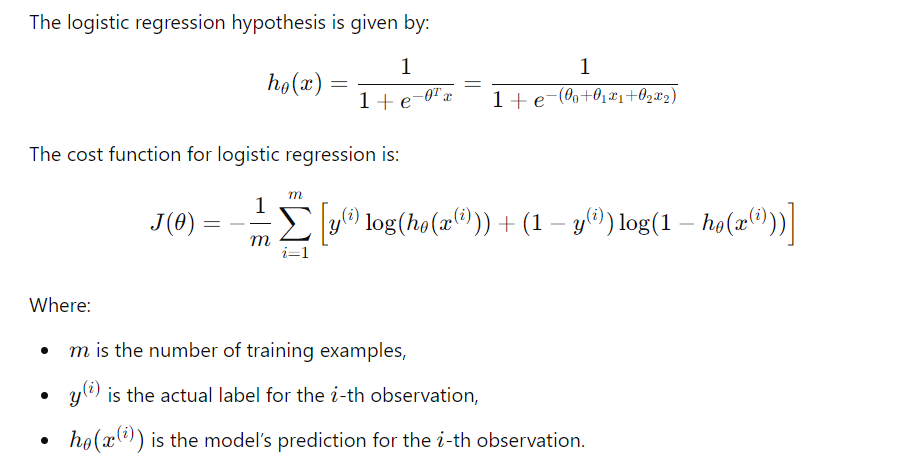 The logistic regression hypothesis is given by:
$h_\theta(x) = \frac{1}{1 + e^{-\theta^T x}} = \frac{1}{1 + e^{-(\theta_0 + \theta_1 x_1 + \theta_2 x_2)}}$
The cost function for logistic regression is:
$J(\theta) = -\frac{1}{m} \sum_{i=1}^{m} \left[ y^{(i)} \log(h_\theta(x^{(i)})) + (1 - y^{(i)}) \log(1 - h_\theta(x^{(i)})) \right]$
Where:
• $m$ is the number of training examples,
• $y^{(i)}$ is the actual label for the $i$-th observation,
• $h_\theta(x^{(i)})$ is the model’s prediction for the $i$-th observation.